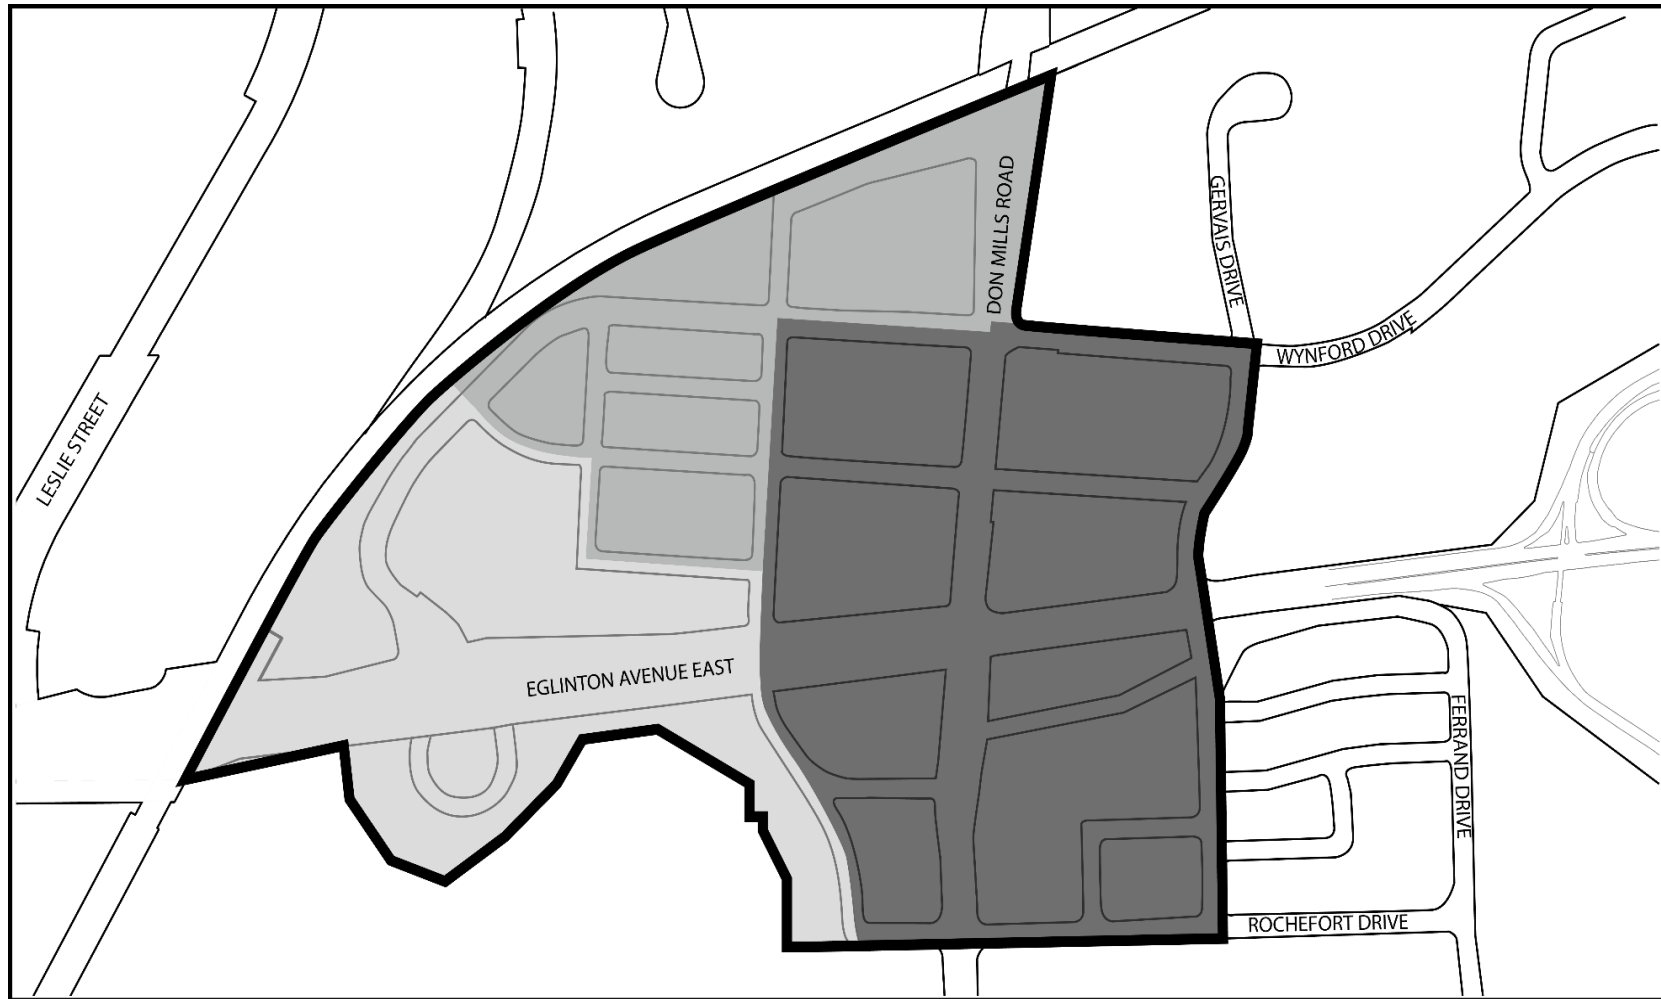 DON MILLS ROAD
GERVAIS DRIVE
WYNFORD DRIVE
LESLIE STREET
EGLINTON AVENUE EAST
FERRAND DRIVE
ROCHEFORT DRIVE